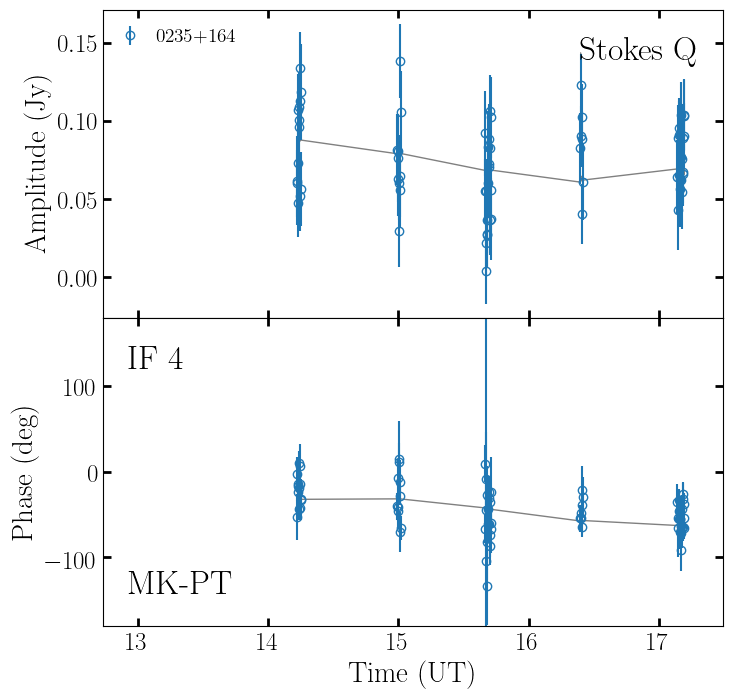 0235+164
Stokes Q
0.15
0.10
0.05
0.00
Amplitude (Jy)
IF 4
100
0
−100
Phase (deg)
MK-PT
13 14 15 16 17
Time (UT)